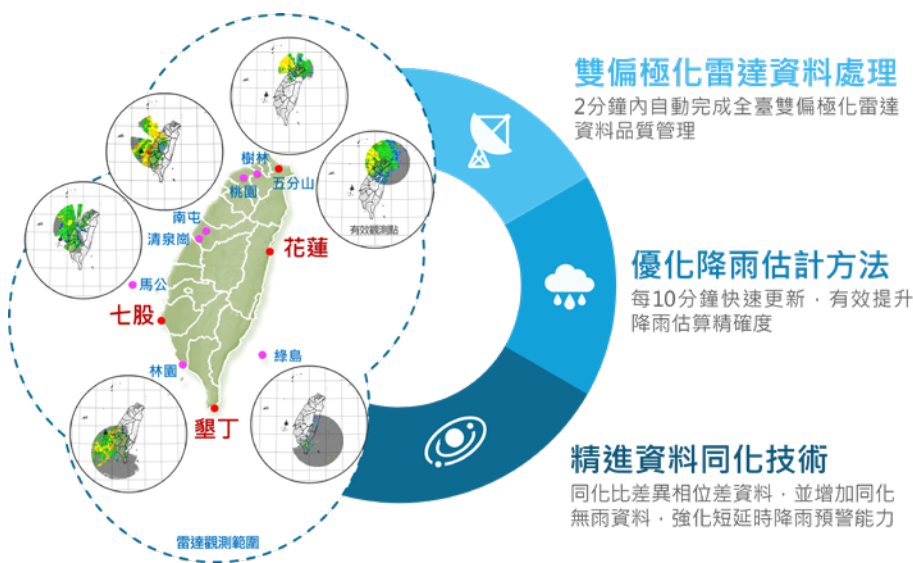 樹林
桃園
五分山
南屯
清泉崗
有效觀測點
花蓮
馬公
七股
綠島
林園
墾丁
雷達觀測範圍
雙偏極化雷達資料處理
2分鐘內自動完成全臺雙偏極化雷達
資料品質管理
優化降雨估計方法
每10分鐘快速更新，有效提升
降雨估算精確度
精進資料同化技術
同化比差異相位差資料，並增加同化
無雨資料，強化短延時降雨預警能力